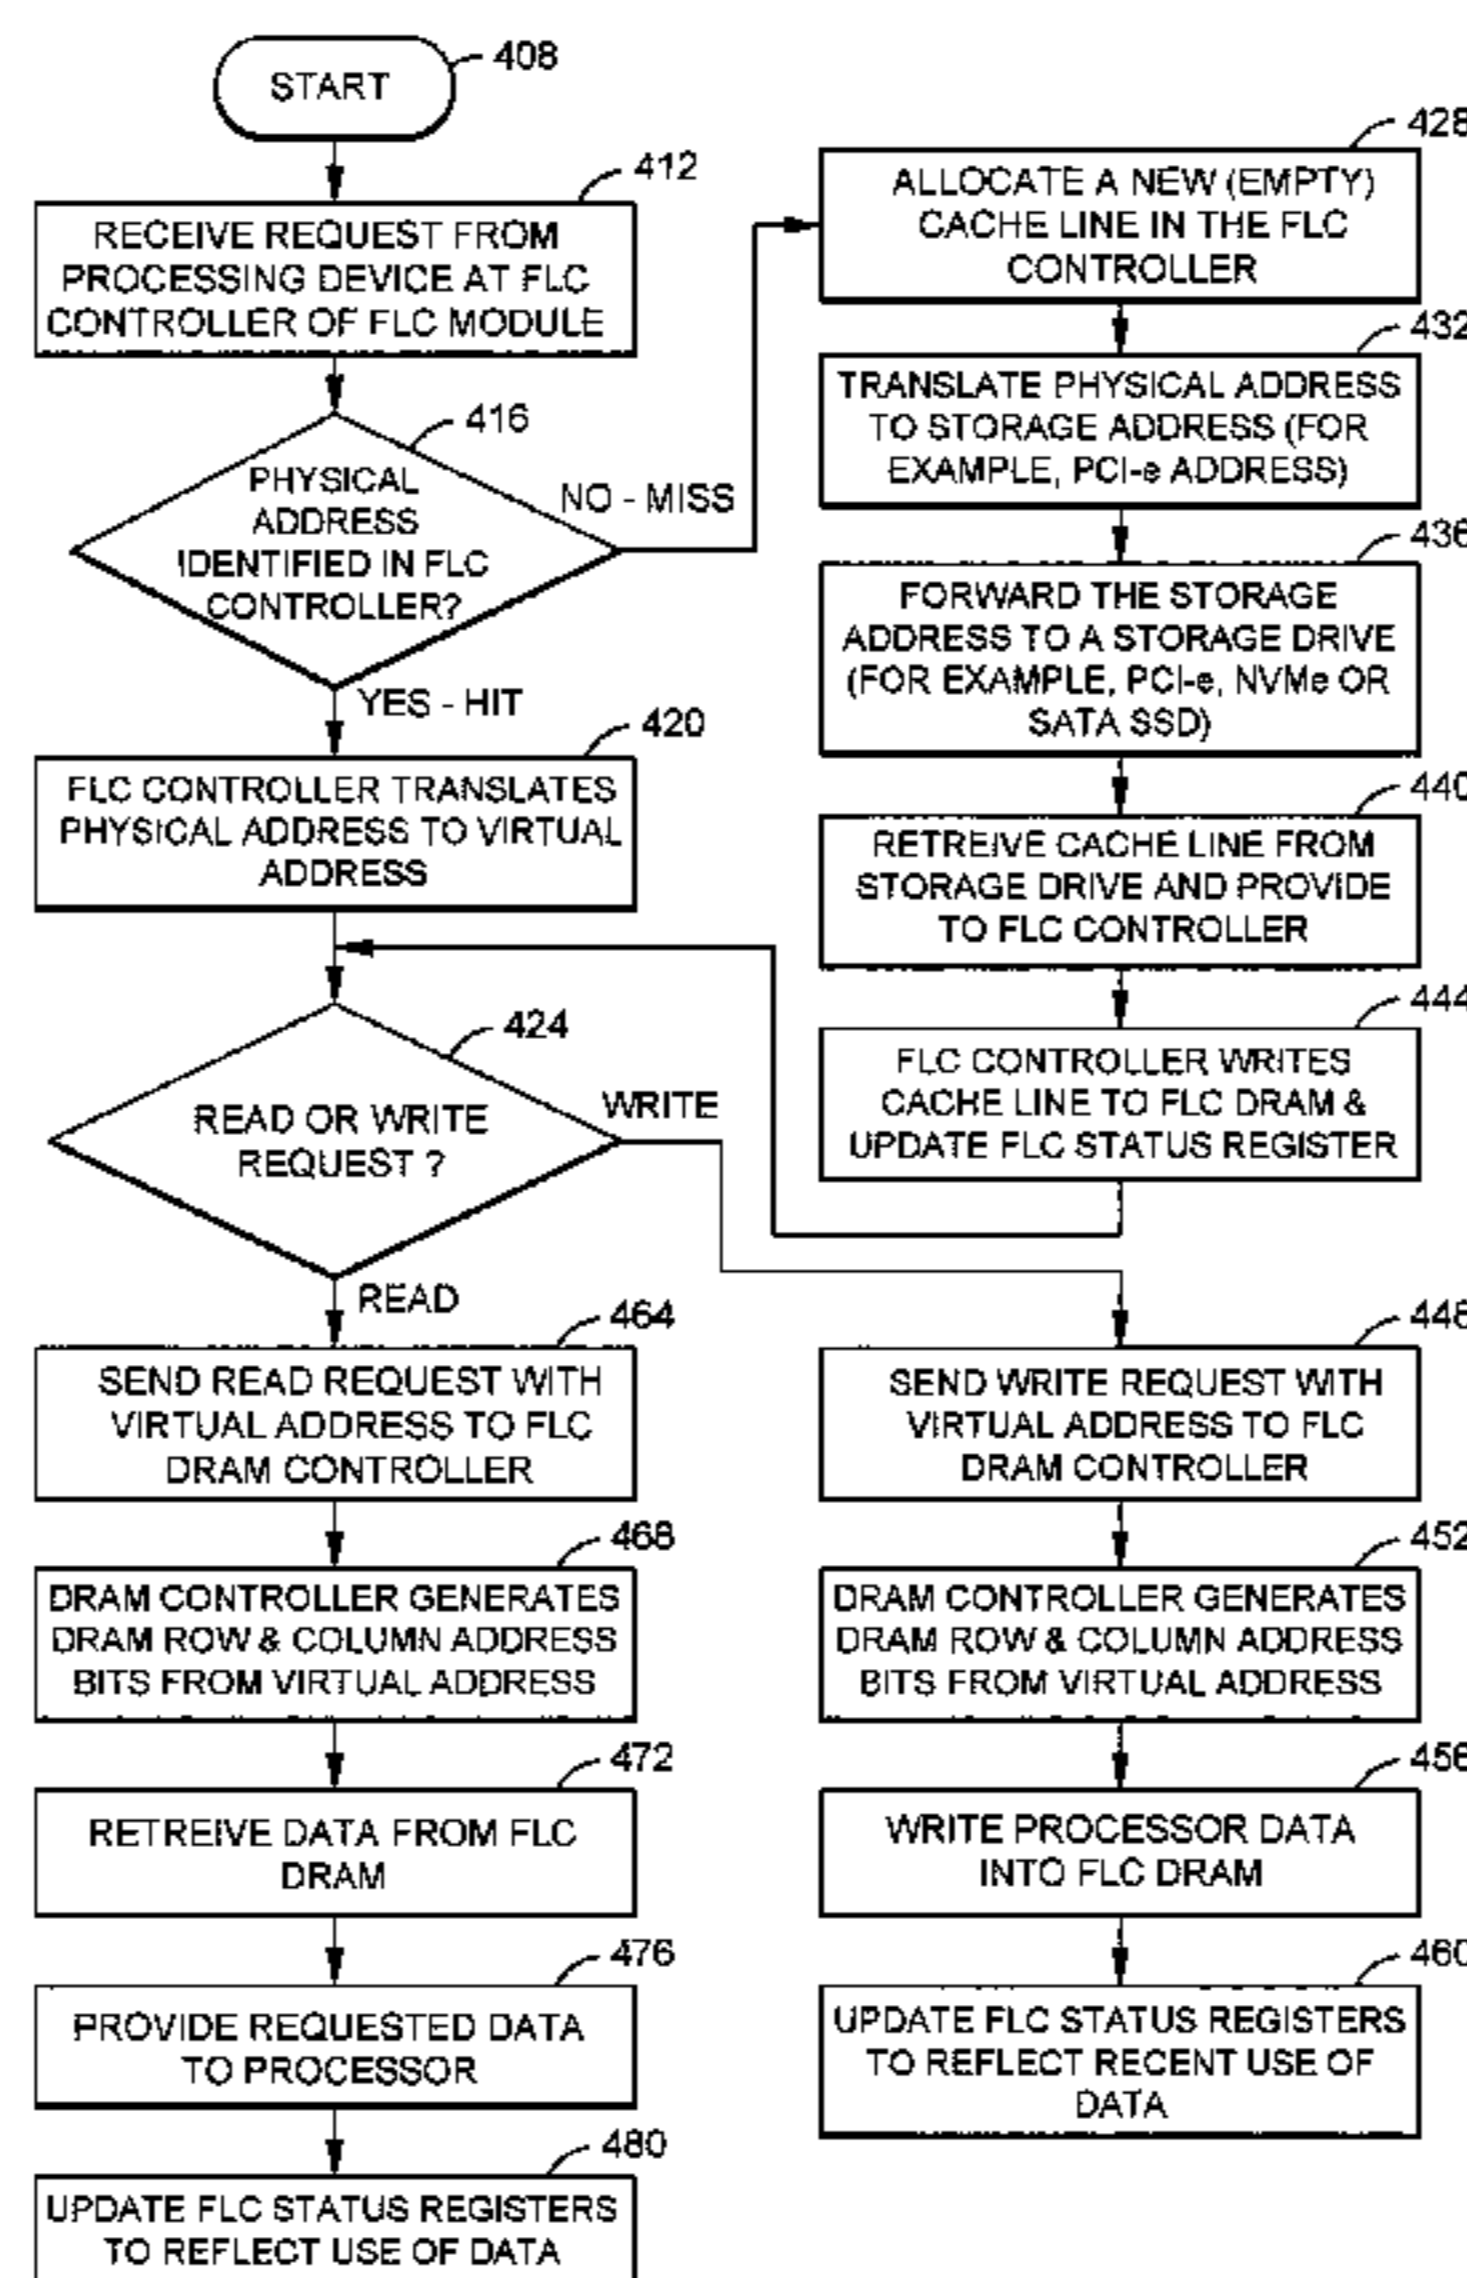 START
408
412
RECEIVE REQUEST FROM
PROCESSING DEVICE AT FLC
CONTROLLER OF FLC MODULE
416
PHYSICAL
ADDRESS
IDENTIFIED IN FLC
CONTROLLER?
NO - MISS
YES - HIT
420
FLC CONTROLLER TRANSLATES
PHYSICAL ADDRESS TO VIRTUAL
ADDRESS
424
READ OR WRITE
REQUEST ?
WRITE
READ
428
ALLOCATE A NEW (EMPTY)
CACHE LINE IN THE FLC
CONTROLLER
432
TRANSLATE PHYSICAL ADDRESS
TO STORAGE ADDRESS (FOR
EXAMPLE, PCI-e ADDRESS)
436
FORWARD THE STORAGE
ADDRESS TO A STORAGE DRIVE
(FOR EXAMPLE, PCI-e, NVMe OR
SATA SSD)
440
RETREIVE CACHE LINE FROM
STORAGE DRIVE AND PROVIDE
TO FLC CONTROLLER
444
FLC CONTROLLER WRITES
CACHE LINE TO FLC DRAM &
UPDATE FLC STATUS REGISTER
464
SEND READ REQUEST WITH
VIRTUAL ADDRESS TO FLC
DRAM CONTROLLER
468
DRAM CONTROLLER GENERATES
DRAM ROW & COLUMN ADDRESS
BITS FROM VIRTUAL ADDRESS
472
RETREIVE DATA FROM FLC
DRAM
476
PROVIDE REQUESTED DATA
TO PROCESSOR
480
UPDATE FLC STATUS REGISTERS
TO REFLECT USE OF DATA
448
SEND WRITE REQUEST WITH
VIRTUAL ADDRESS TO FLC
DRAM CONTROLLER
452
DRAM CONTROLLER GENERATES
DRAM ROW & COLUMN ADDRESS
BITS FROM VIRTUAL ADDRESS
456
WRITE PROCESSOR DATA
INTO FLC DRAM
460
UPDATE FLC STATUS REGISTERS
TO REFLECT RECENT USE OF
DATA